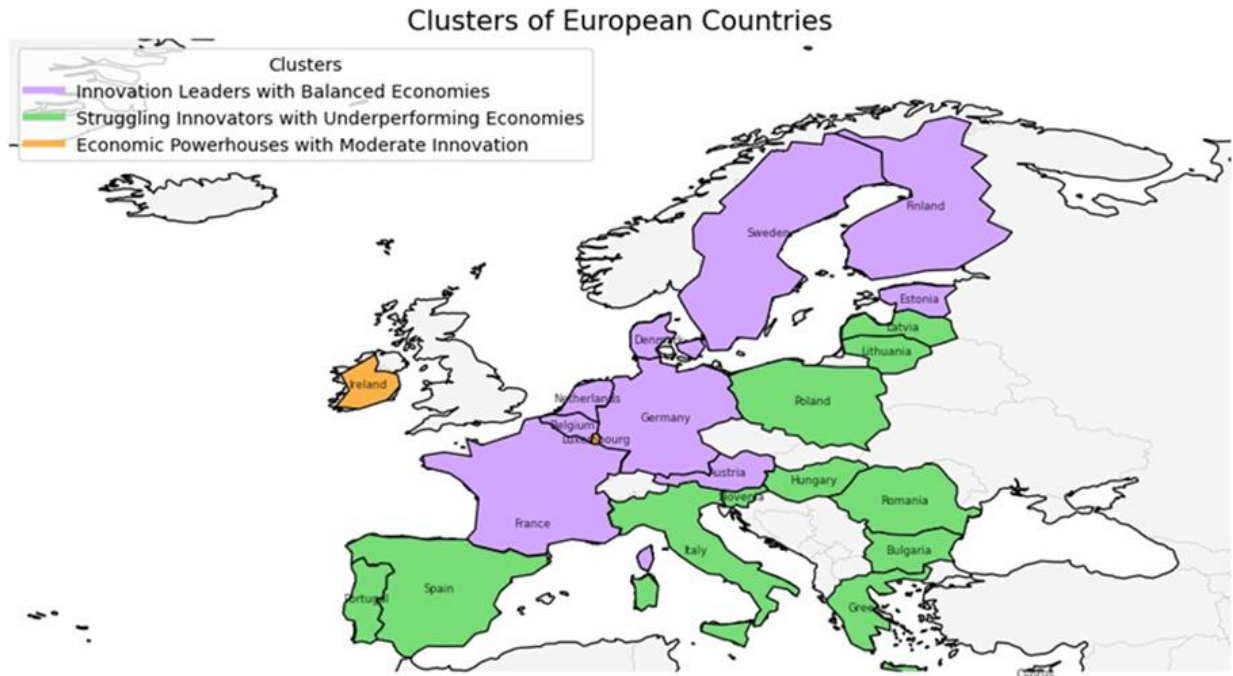 Clusters of European Countries
Clusters
Innovation Leaders with Balanced Economies
Struggling Innovators with Underperforming Economies
Economic Powerhouses with Moderate Innovation
Finland
Sweden
Estonia
Latvia
Denmark
Lithuania
Ireland
Netherlands
Poland
Germany
Belgium
Luxembourg
Austria
Hungary
Slovenia
Romania
France
Italy
Bulgaria
Spain
Portugal
Greece
Cyprus